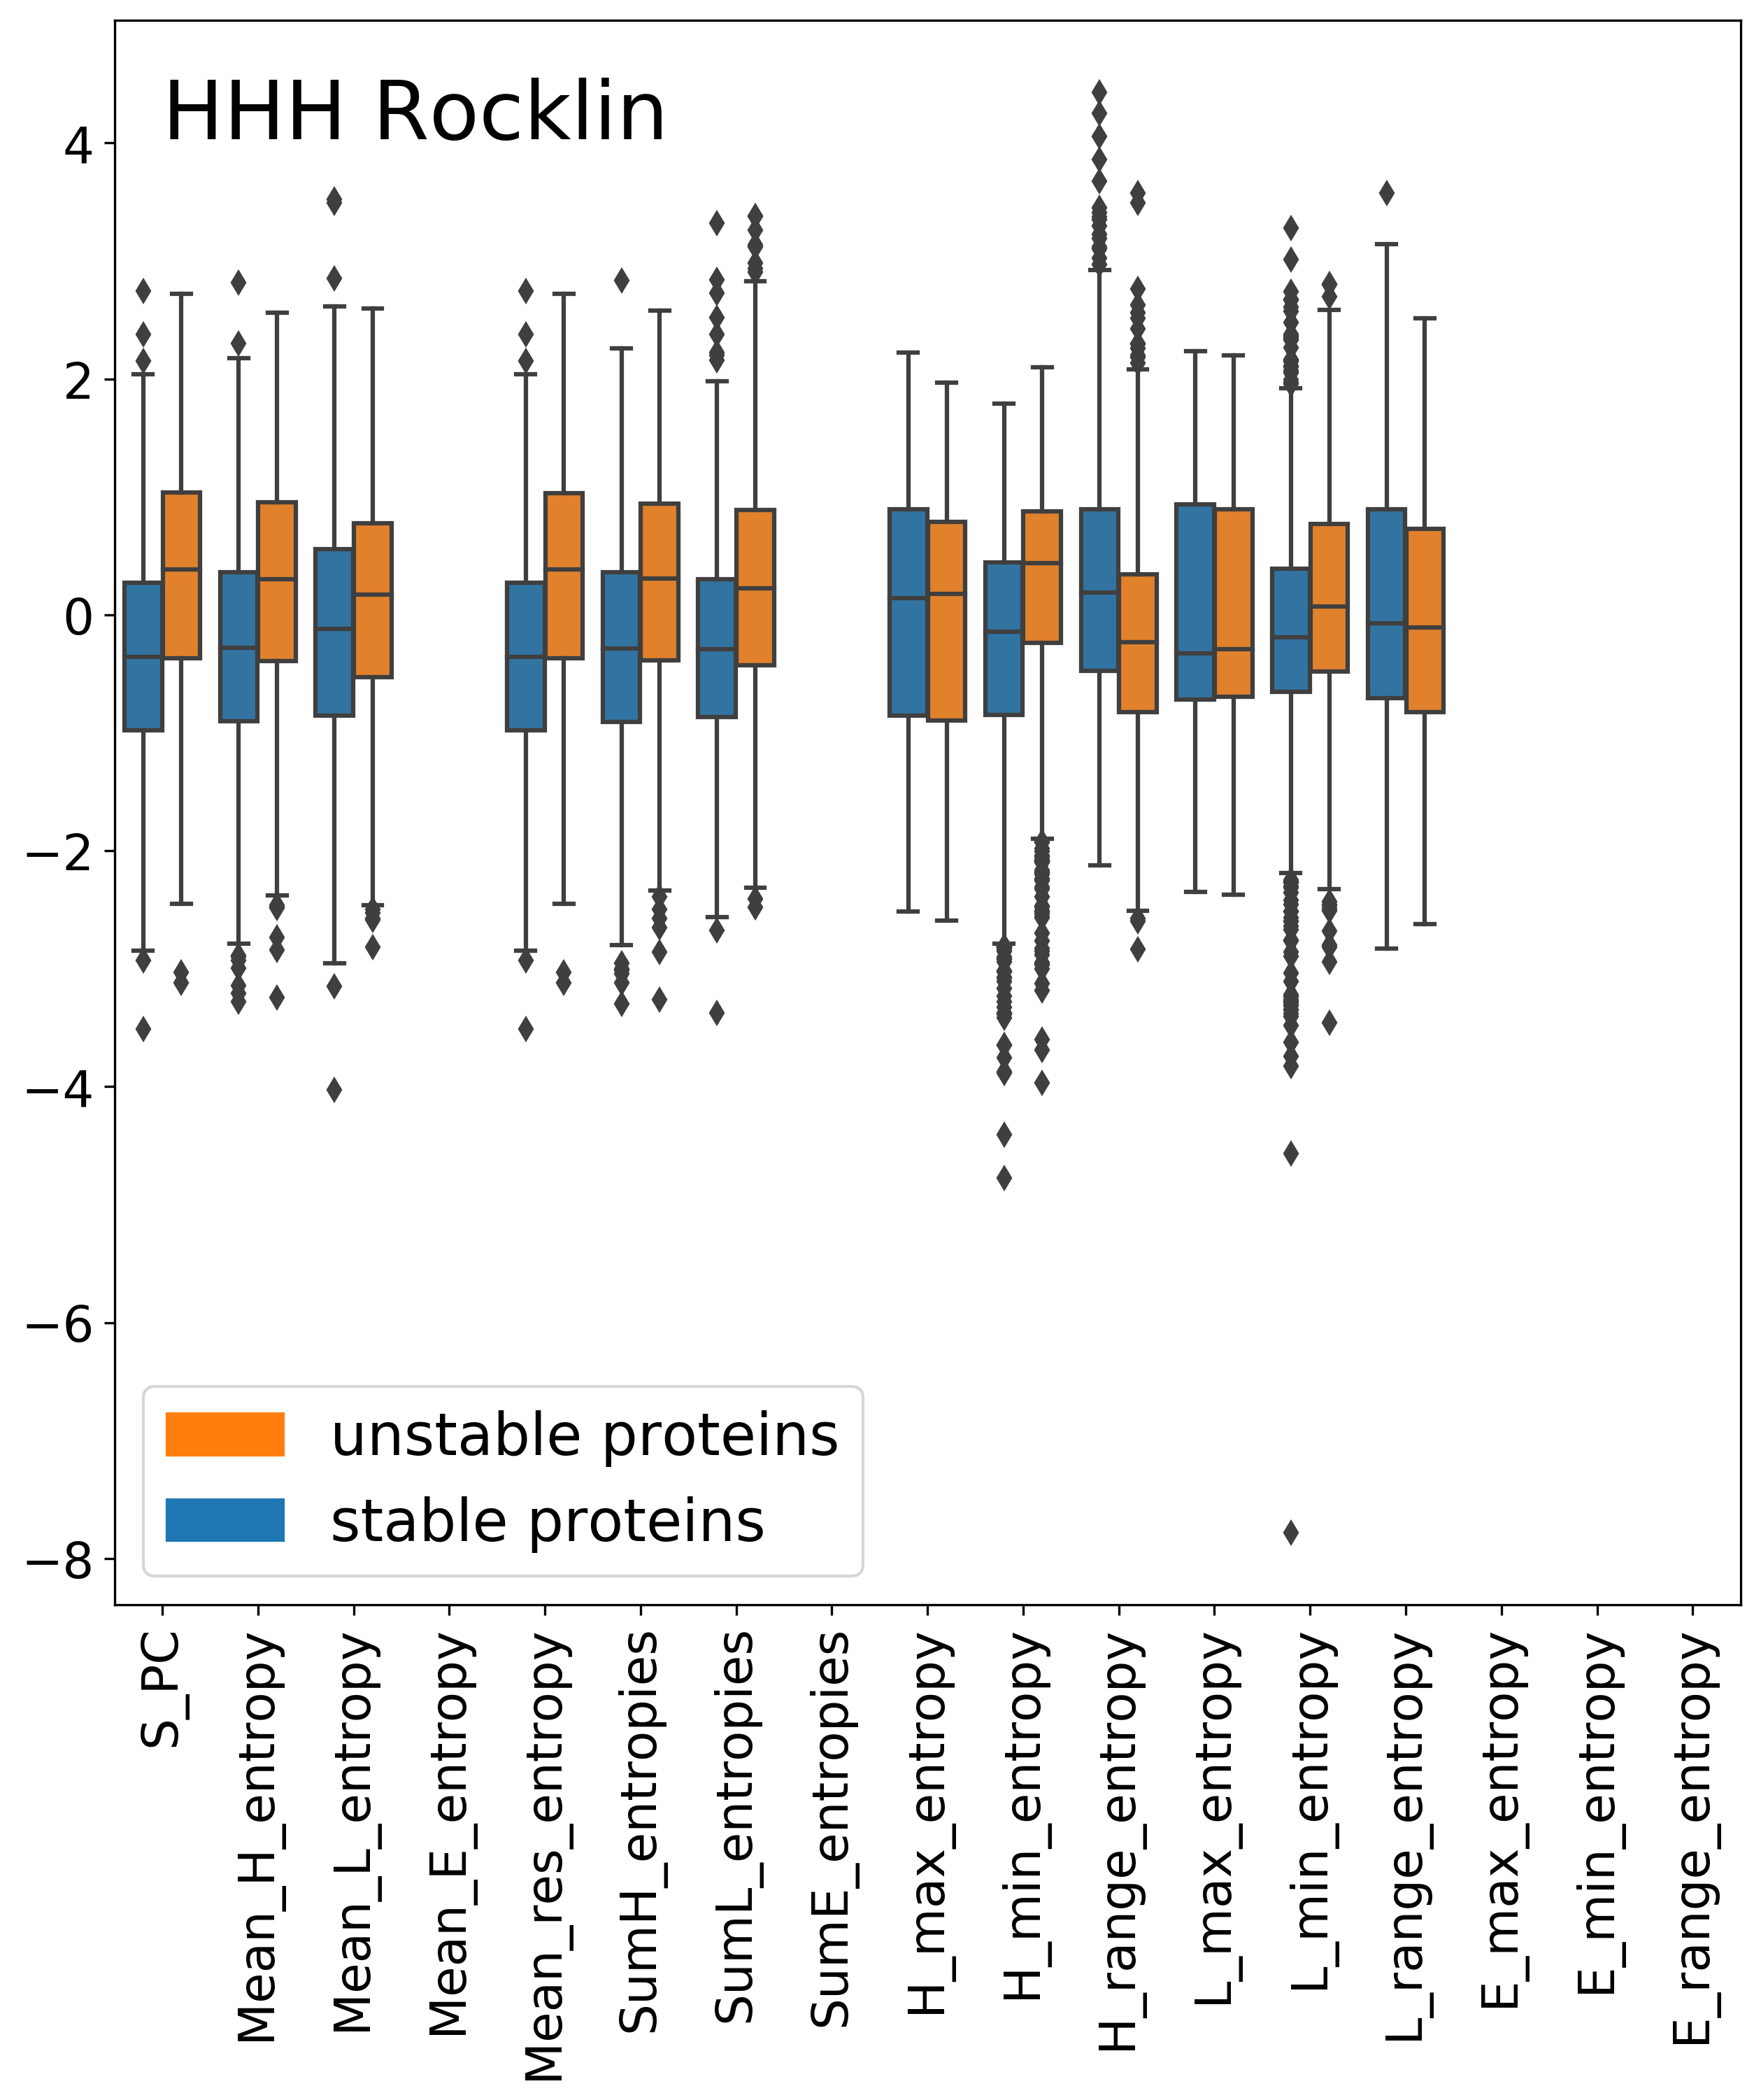 HHH Rocklin
4
2
0
−2
−4
−6
−8
unstable proteins
stable proteins
S_PC
Mean_H_entropy
Mean_L_entropy
Mean_E_entropy
Mean_res_entropy
SumH_entropies
SumL_entropies
SumE_entropies
H_max_entropy
H_min_entropy
H_range_entropy
L_max_entropy
L_min_entropy
L_range_entropy
E_max_entropy
E_min_entropy
E_range_entropy